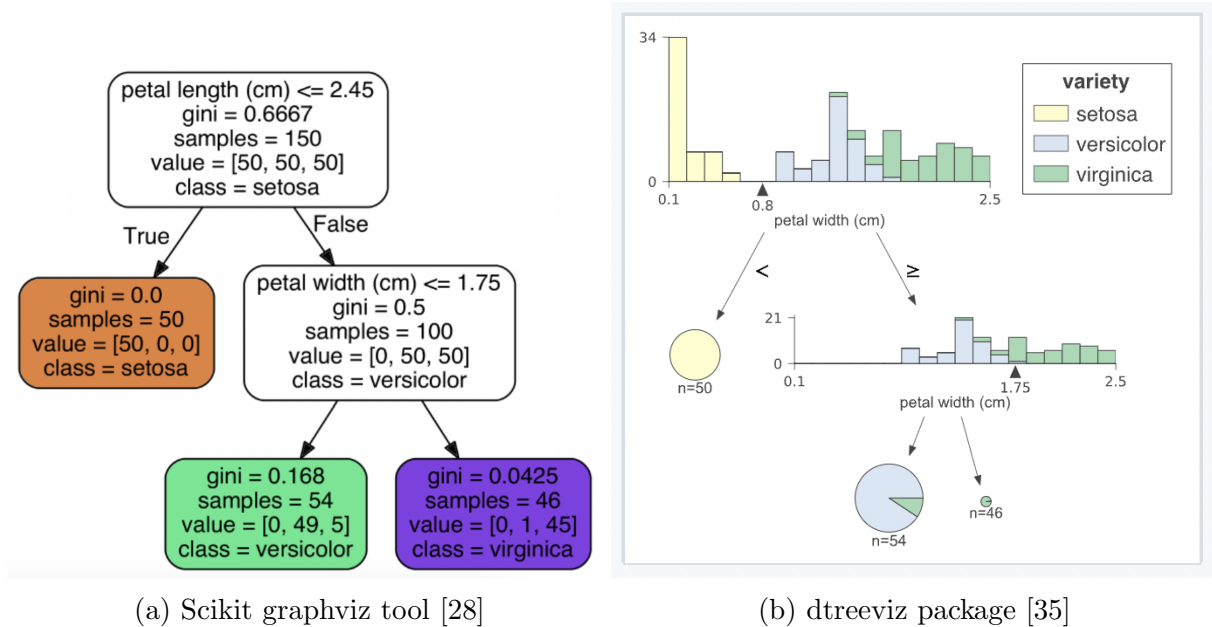 petal length (cm) <= 2.45
gini = 0.6667
samples = 150
value = [50, 50, 50]
class = setosa
True
False
gini = 0.0
samples = 50
value = [50, 0, 0]
class = setosa
petal width (cm) <= 1.75
gini = 0.5
samples = 100
value = [0, 50, 50]
class = versicolor
gini = 0.168
samples = 54
value = [0, 49, 5]
class = versicolor
gini = 0.0425
samples = 46
value = [0, 1, 45]
class = virginica
(a) Scikit graphviz tool [28]
34
0
0.1
0.8
2.5
petal width (cm)
variety
setosa
versicolor
virginica
<
≥
n=50
21
0
0.1
1.75
2.5
petal width (cm)
n=54
n=46
(b) dtreeviz package [35]